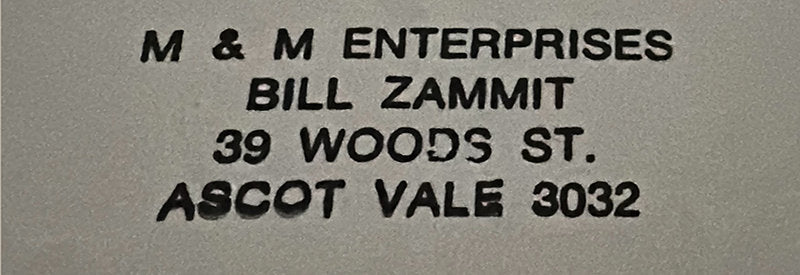 M & M ENTERPRISES
BILL ZAMMIT
39 WOODS ST.
ASCOT VALE 3032